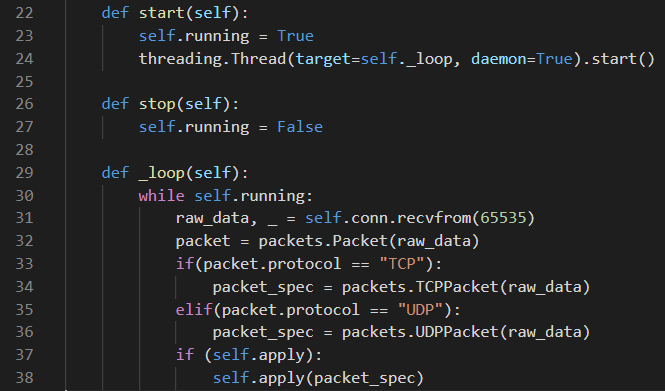 22 def start(self):
23 self.running = True
24 threading.Thread(target=self._loop, daemon=True).start()
25
26 def stop(self):
27 self.running = False
28
29 def _loop(self):
30 while self.running:
31 raw_data, _ = self.conn.recvfrom(65535)
32 packet = packets.Packet(raw_data)
33 if(packet.protocol == "TCP"):
34 packet_spec = packets.TCPPacket(raw_data)
35 elif(packet.protocol == "UDP"):
36 packet_spec = packets.UDPPacket(raw_data)
37 if (self.apply):
38 self.apply(packet_spec)